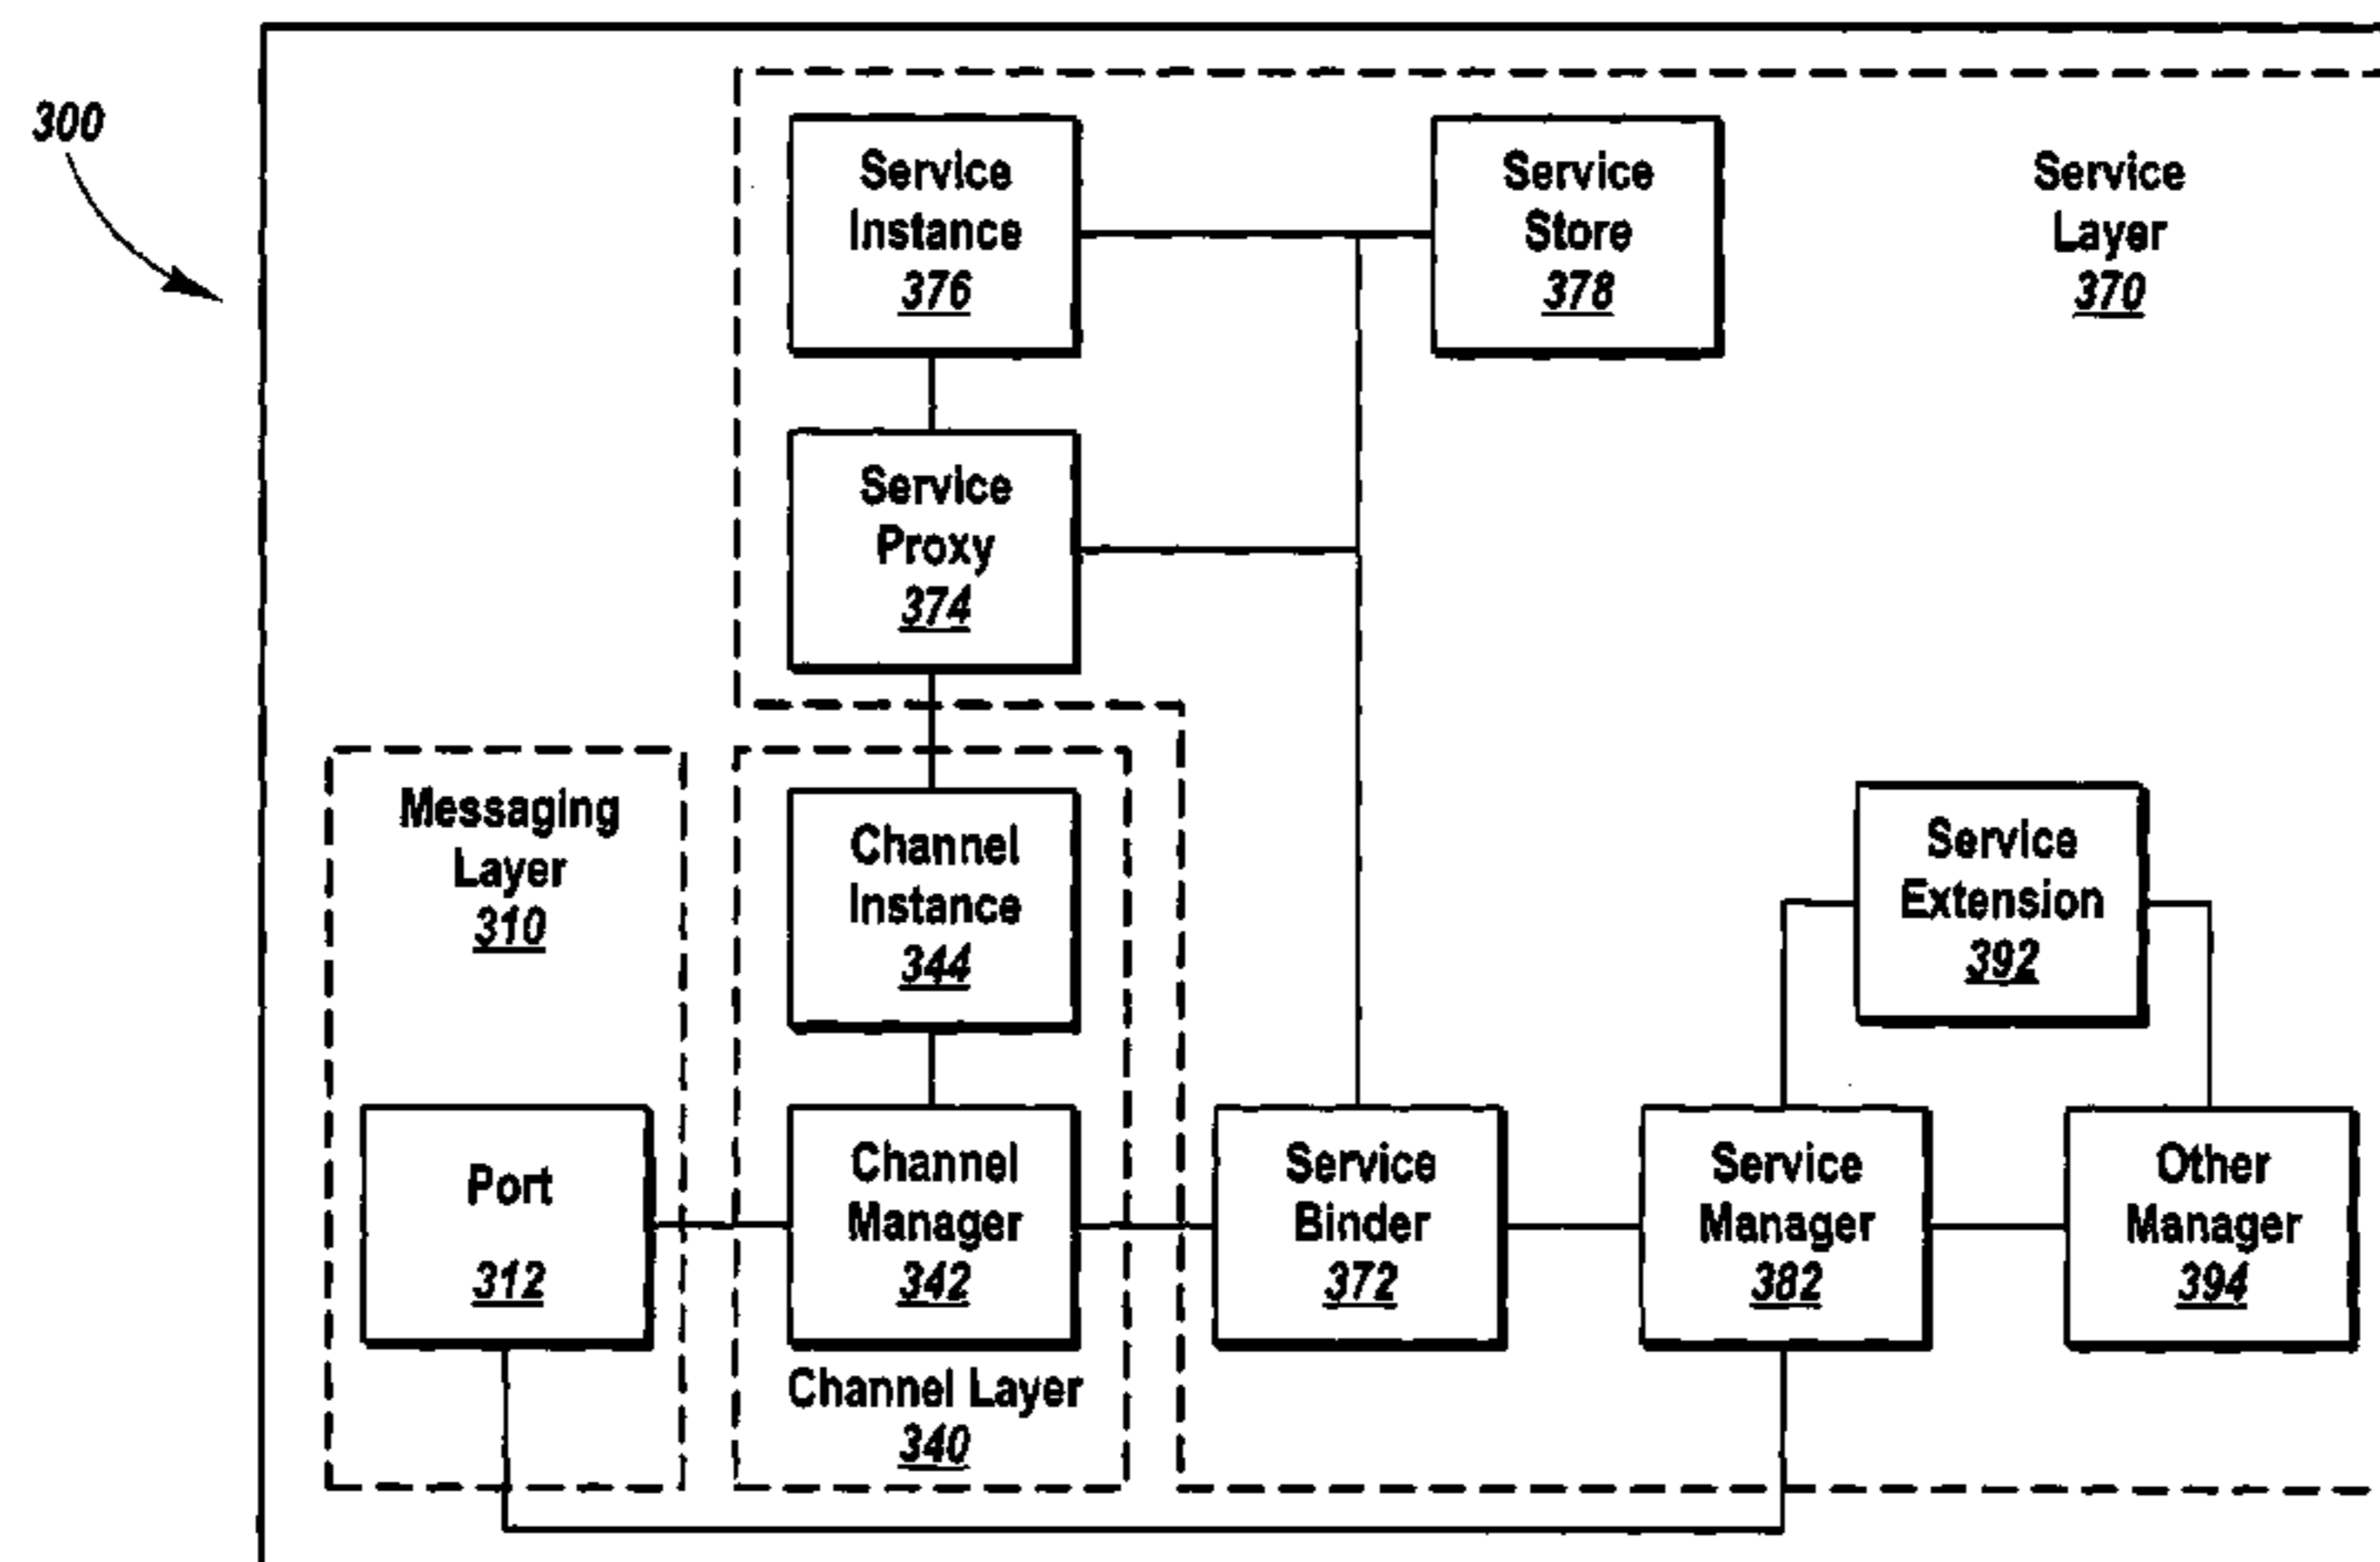 300
Service
Instance
376
Service
Store
378
Service
Layer
370
Service
Proxy
374
Messaging
Layer
310
Channel
Instance
344
Service
Extension
392
Port
312
Channel
Manager
342
Service
Binder
372
Service
Manager
382
Other
Manager
394
Channel Layer
340